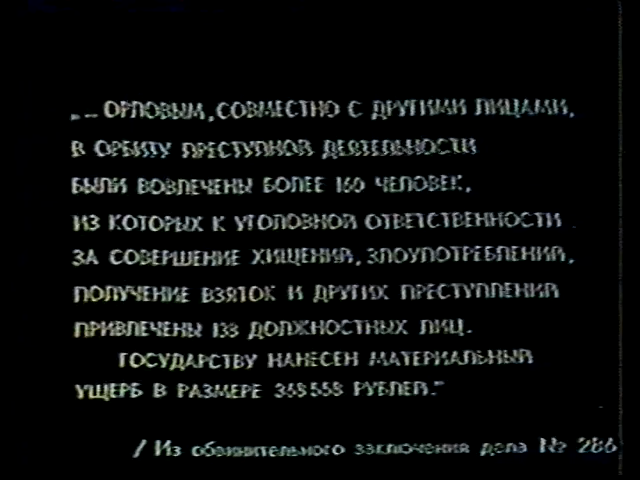 „... ОРЛОВЫМ, СОВМЕСТНО С ДРУГИМИ ЛИЦАМИ,
В ОРБИТУ ПРЕСТУПНОЙ ДЕЯТЕЛЬНОСТИ
БЫЛИ ВОВЛЕЧЕНЫ БОЛЕЕ 160 ЧЕЛОВЕК,
ИЗ КОТОРЫХ К УГОЛОВНОЙ ОТВЕТСТВЕННОСТИ
ЗА СОВЕРШЕНИЕ ХИЩЕНИЙ, ЗЛОУПОТРЕБЛЕНИЙ,
ПОЛУЧЕНИЕ ВЗЯТОК И ДРУГИХ ПРЕСТУПЛЕНИЙ
ПРИВЛЕЧЕНЫ 133 ДОЛЖНОСТНЫХ ЛИЦ.
ГОСУДАРСТВУ НАНЕСЕН МАТЕРИАЛЬНЫЙ
УЩЕРБ В РАЗМЕРЕ 368558 РУБЛЕЙ."
/ Из обвинительного заключения дела № 286